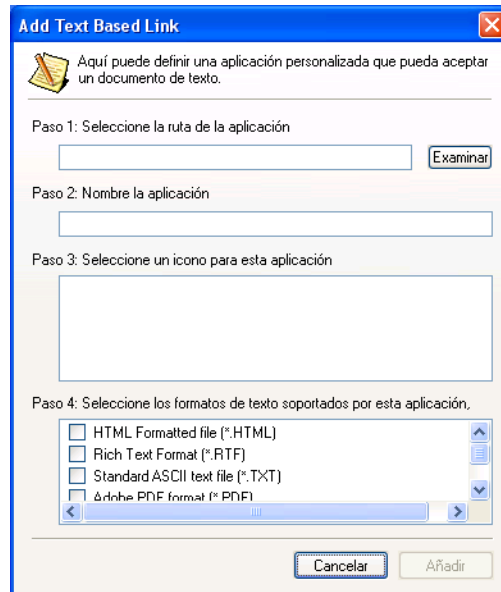 Add Text Based Link
Aquí puede definir una aplicación personalizada que pueda aceptar
un documento de texto.
Paso 1: Seleccione la ruta de la aplicación
Examinar
Paso 2: Nombre la aplicación
Paso 3: Seleccione un icono para esta aplicación
Paso 4: Seleccione los formatos de texto soportados por esta aplicación,
HTML Formatted file (*.HTML)
Rich Text Format (*.RTF)
Standard ASCII text file (*.TXT)
Adobe PDF format (*.PDF)
Cancelar
Añadir